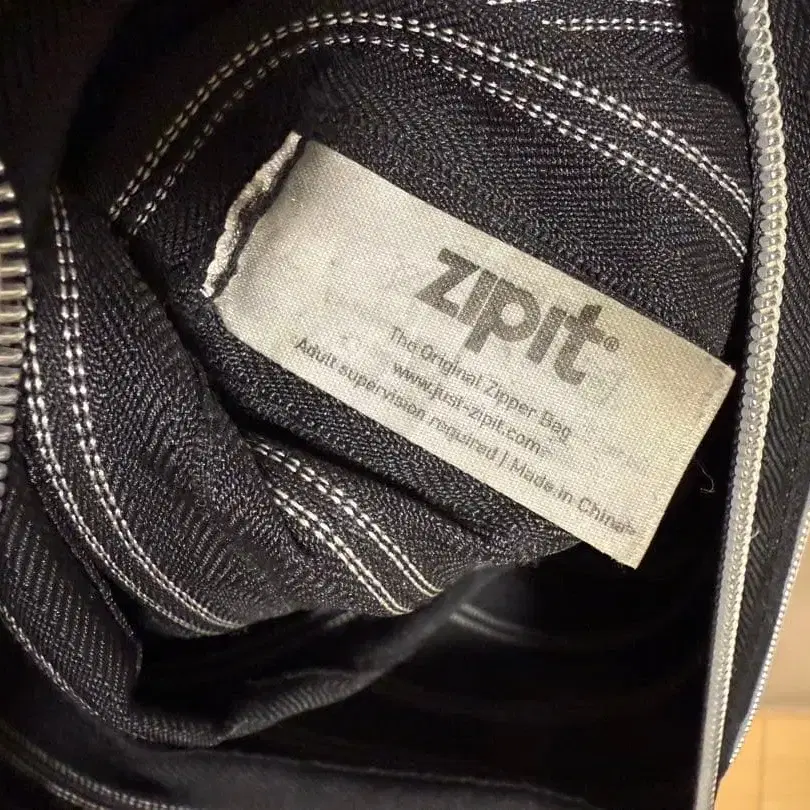 zipit®
The Original Zipper Bag
www.just-zipit.com
Adult supervision required | Made in China